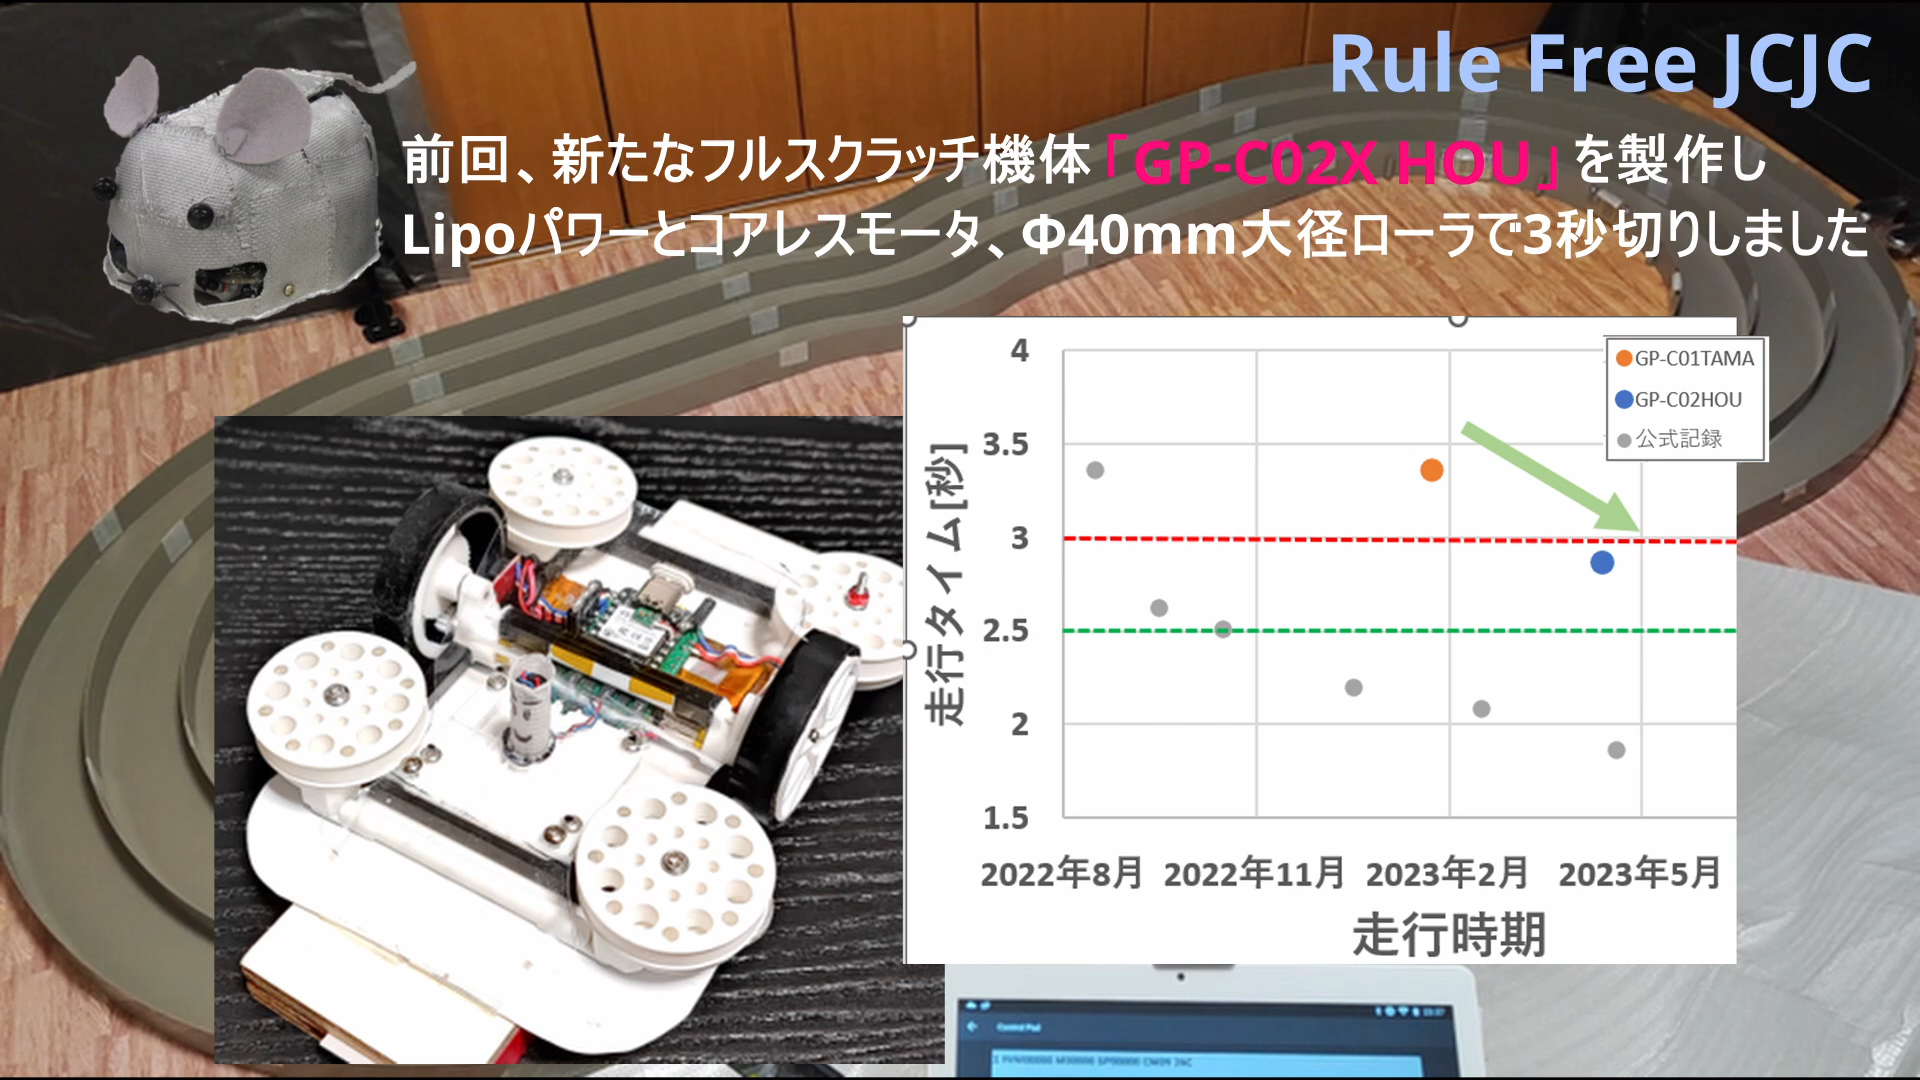 Rule Free JCJC
前回、新たなフルスクラッチ機体「GP-C02X HOU」を製作し
Lipoパワーとコアレスモータ、Φ40mm大径ローラで3秒切りしました
GP-C01TAMA
GP-C02HOU
公式記録
走行タイム[秒]
4
3.5
3
2.5
2
1.5
2022年8月 2022年11月 2023年2月 2023年5月
走行時期
Control Pad